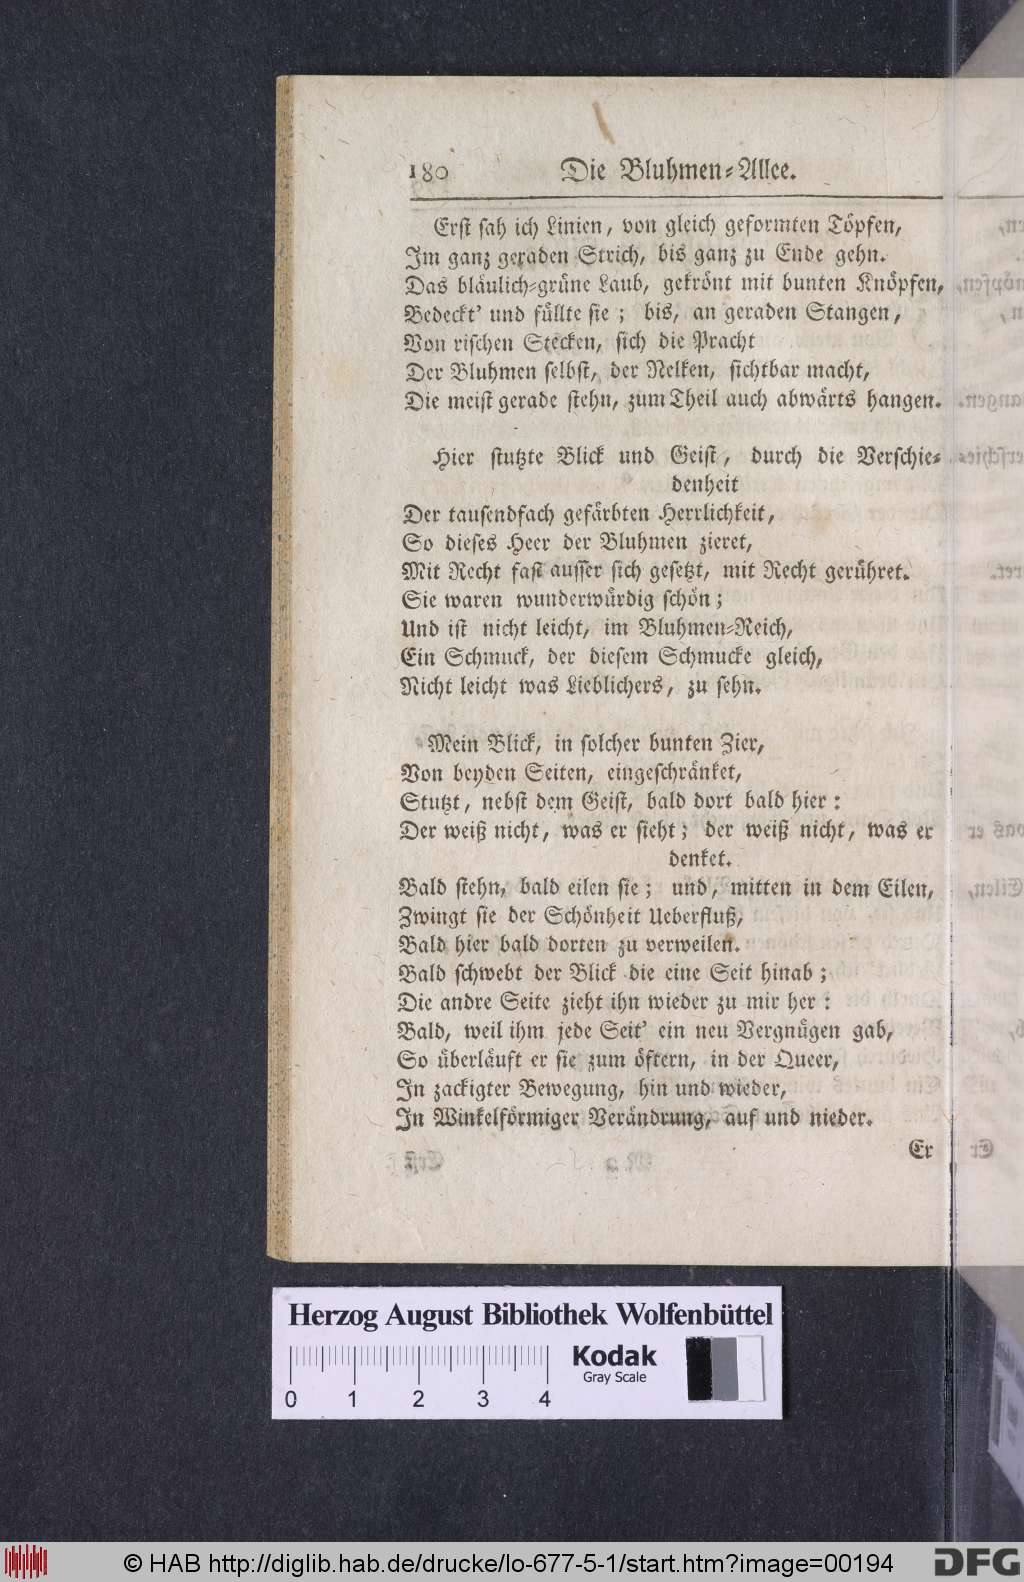 180 Die Bluhmen-Allee.
Erst sah ich Linien, von gleich geformten Töpfen,
Im ganz geraden Strich, bis ganz zu Ende gehn.
Das bläulich-grüne Laub, gekrönt mit bunten Knöpfen,
Bedeckt' und füllte sie; bis, an geraden Stangen,
Von rischen Stecken, sich die Pracht
Der Bluhmen selbst, der Nelken, sichtbar macht,
Die meist gerade stehn, zum Theil auch abwärts hangen.
Hier stutzte Blick und Geist, durch die Verschie-
denheit
Der tausendfach gefärbten Herrlichkeit,
So dieses Heer der Bluhmen zieret,
Mit Recht fast ausser sich gesetzt, mit Recht gerühret.
Sie waren wunderwürdig schön;
Und ist nicht leicht, im Bluhmen-Reich,
Ein Schmuck, der diesem Schmucke gleich,
Nicht leicht was Lieblichers, zu sehn.
Mein Blick, in solcher bunten Zier,
Von beyden Seiten, eingeschränket,
Stutzt, nebst dem Geist, bald dort bald hier:
Der weiß nicht, was er sieht; der weiß nicht, was er
denket.
Bald stehn, bald eilen sie; und, mitten in dem Eilen,
Zwingt sie der Schönheit Ueberfluß,
Bald hier bald dorten zu verweilen.
Bald schwebt der Blick die eine Seit hinab;
Die andre Seite zieht ihn wieder zu mir her:
Bald, weil ihm jede Seit' ein neu Vergnügen gab,
So überläuft er sie zum öftern, in der Queer,
In zackigter Bewegung, hin und wieder,
In Winkelförmiger Verändrung, auf und nieder.
Er
Herzog August Bibliothek Wolfenbüttel
Kodak
Gray Scale
0 1 2 3 4
© HAB http://diglib.hab.de/drucke/lo-677-5-1/start.htm?image=00194
DFG